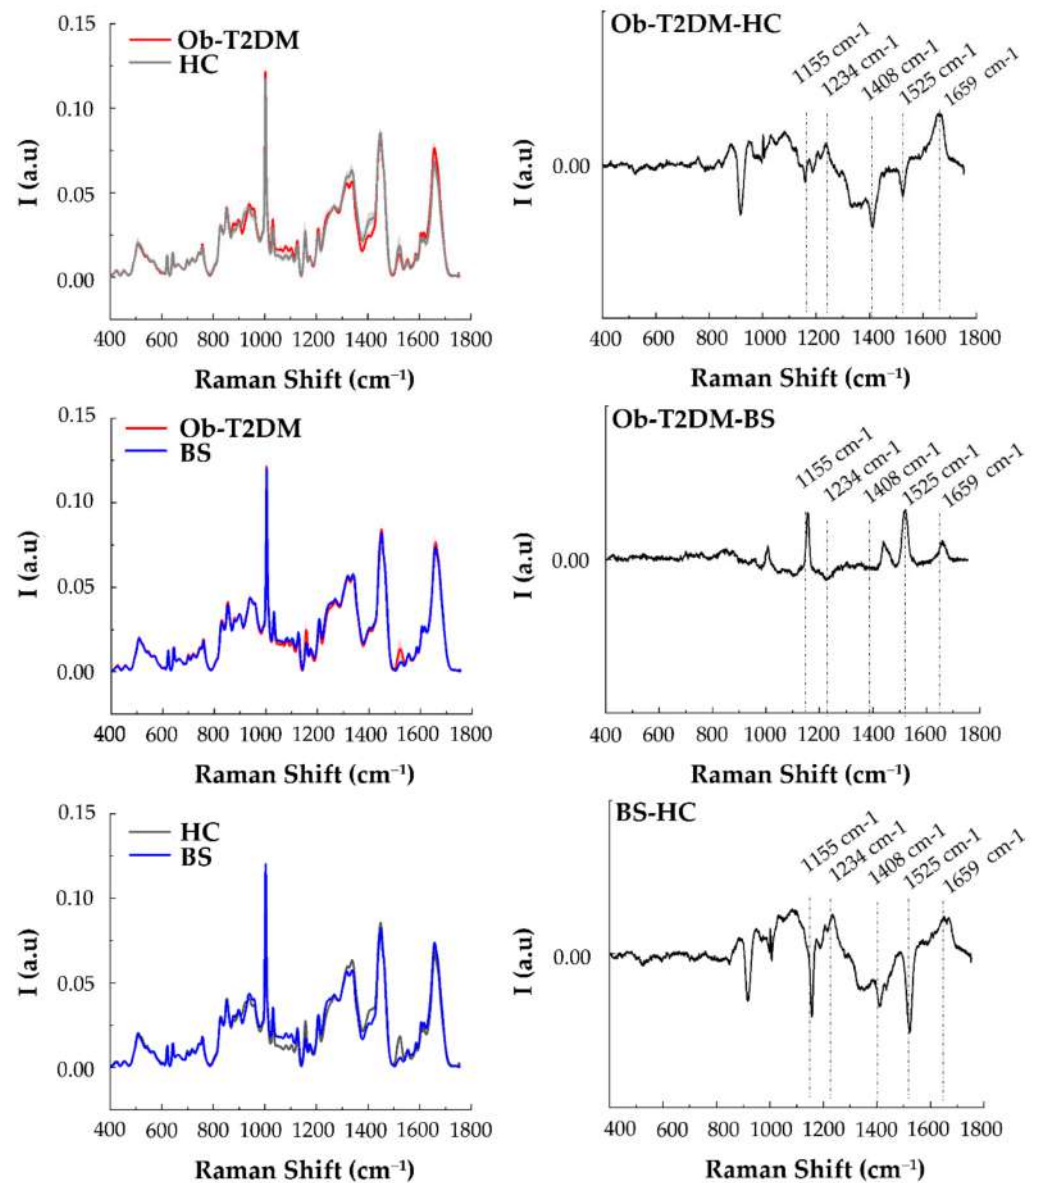 0.15
0.10
0.05
0.00
I (a.u)
Ob-T2DM
HC
400 600 800 1000 1200 1400 1600 1800
Raman Shift (cm⁻¹)
Ob-T2DM-HC
1155 cm-1
1234 cm-1
1408 cm-1
1525 cm-1
1659 cm-1
I (a.u)
0.00
400 600 800 1000 1200 1400 1600 1800
Raman Shift (cm⁻¹)
0.15
0.10
0.05
0.00
I (a.u)
Ob-T2DM
BS
400 600 800 1000 1200 1400 1600 1800
Raman Shift (cm⁻¹)
Ob-T2DM-BS
1155 cm-1
1234 cm-1
1408 cm-1
1525 cm-1
1659 cm-1
I (a.u)
0.00
400 600 800 1000 1200 1400 1600 1800
Raman Shift (cm⁻¹)
0.15
0.10
0.05
0.00
I (a.u)
HC
BS
400 600 800 1000 1200 1400 1600 1800
Raman Shift (cm⁻¹)
BS-HC
1155 cm-1
1234 cm-1
1408 cm-1
1525 cm-1
1659 cm-1
I (a.u)
0.00
400 600 800 1000 1200 1400 1600 1800
Raman Shift (cm⁻¹)